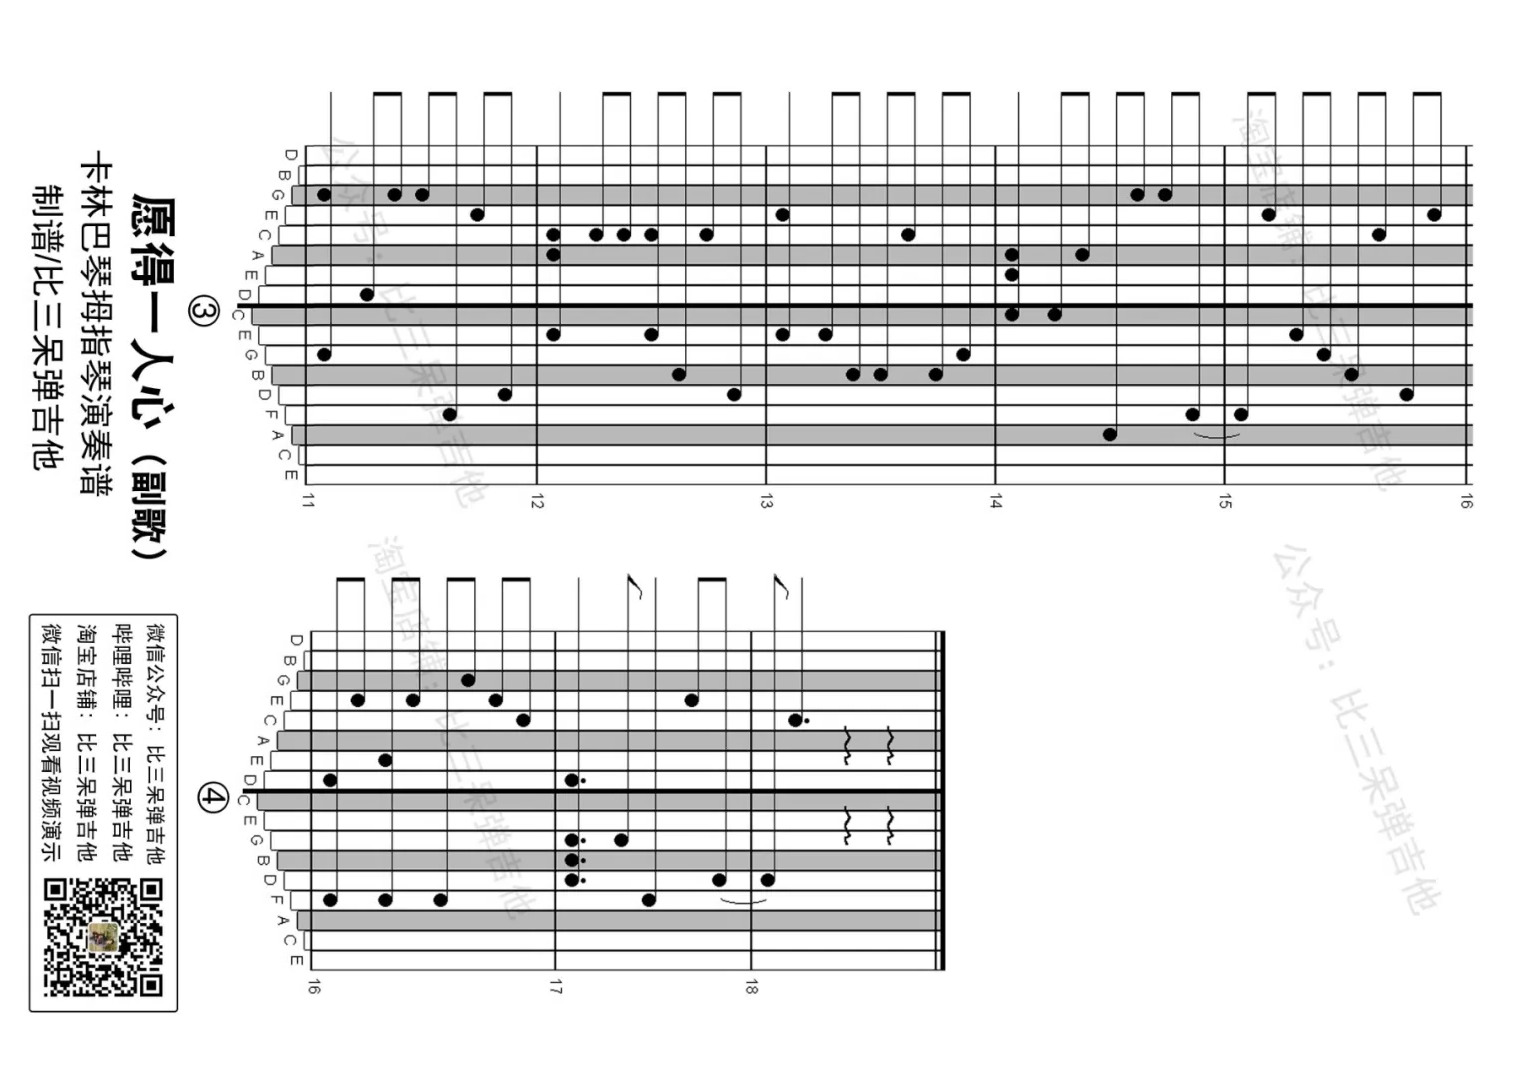 愿得一人心（副歌）
卡林巴琴拇指琴演奏谱
制谱/比三呆弹吉他
③
D
B
G
E
C
A
E
D
C
E
G
B
D
F
A
C
E
11 12 13 14 15 16
④
D
B
G
E
C
A
E
D
C
E
G
B
D
F
A
C
E
16 17 18
微信公众号：比三呆弹吉他
哔哩哔哩：比三呆弹吉他
淘宝店铺：比三呆弹吉他
微信扫一扫观看视频演示
公众号：比三呆弹吉他
淘宝店铺：比三呆弹吉他
淘宝店铺：比三呆弹吉他
公众号：比三呆弹吉他